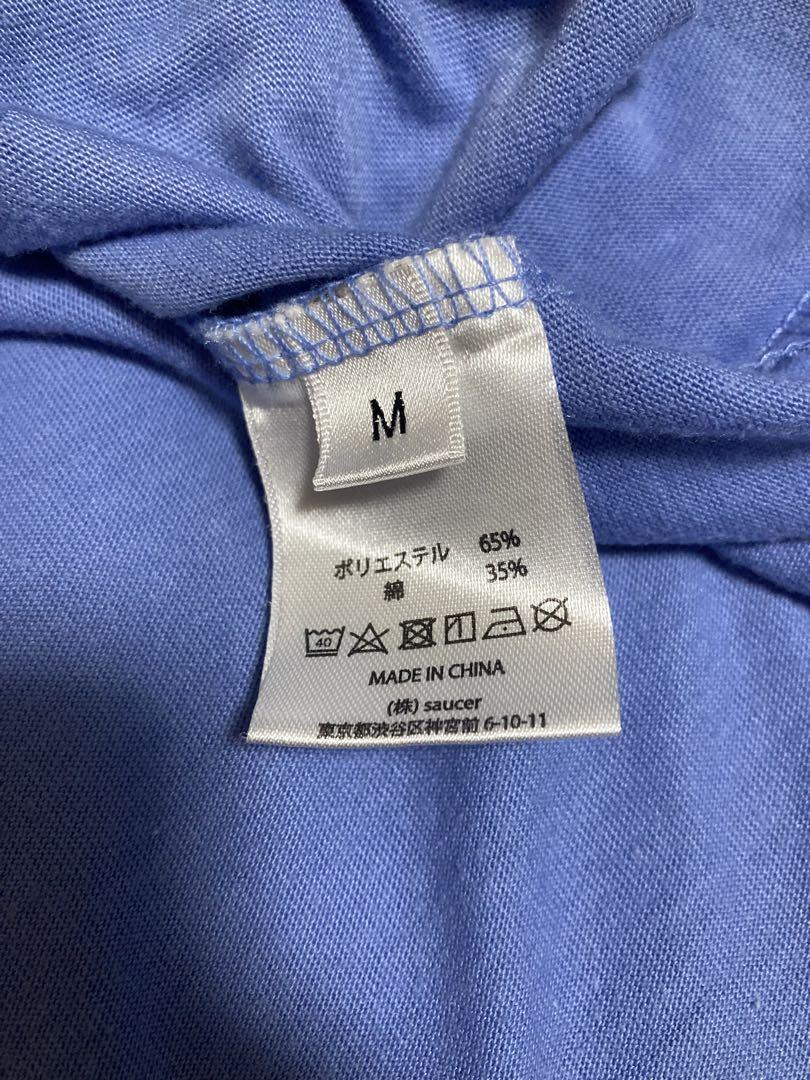 M
ポリエステル 65%
綿 35%
40
MADE IN CHINA
(株) saucer
東京都渋谷区神宮前 6-10-11